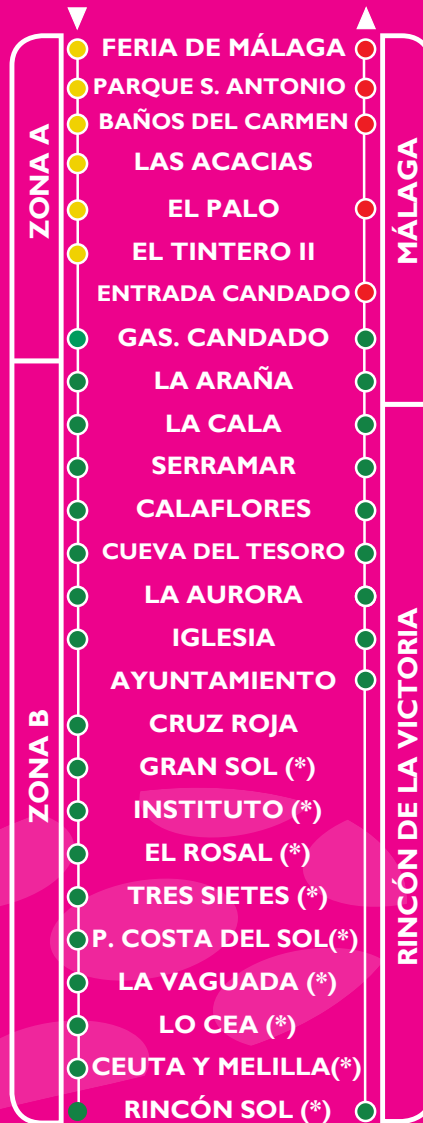 FERIA DE MÁLAGA
PARQUE S. ANTONIO
BAÑOS DEL CARMEN
LAS ACACIAS
EL PALO
EL TINTERO II
ENTRADA CANDADO
GAS. CANDADO
LA ARAÑA
LA CALA
SERRAMAR
CALAFLORES
CUEVA DEL TESORO
LA AURORA
IGLESIA
AYUNTAMIENTO
CRUZ ROJA
GRAN SOL (*)
INSTITUTO (*)
EL ROSAL (*)
TRES SIETES (*)
P. COSTA DEL SOL(*)
LA VAGUADA (*)
LO CEA (*)
CEUTA Y MELILLA(*)
RINCÓN SOL (*)
ZONA A
ZONA B
MÁLAGA
RINCÓN DE LA VICTORIA